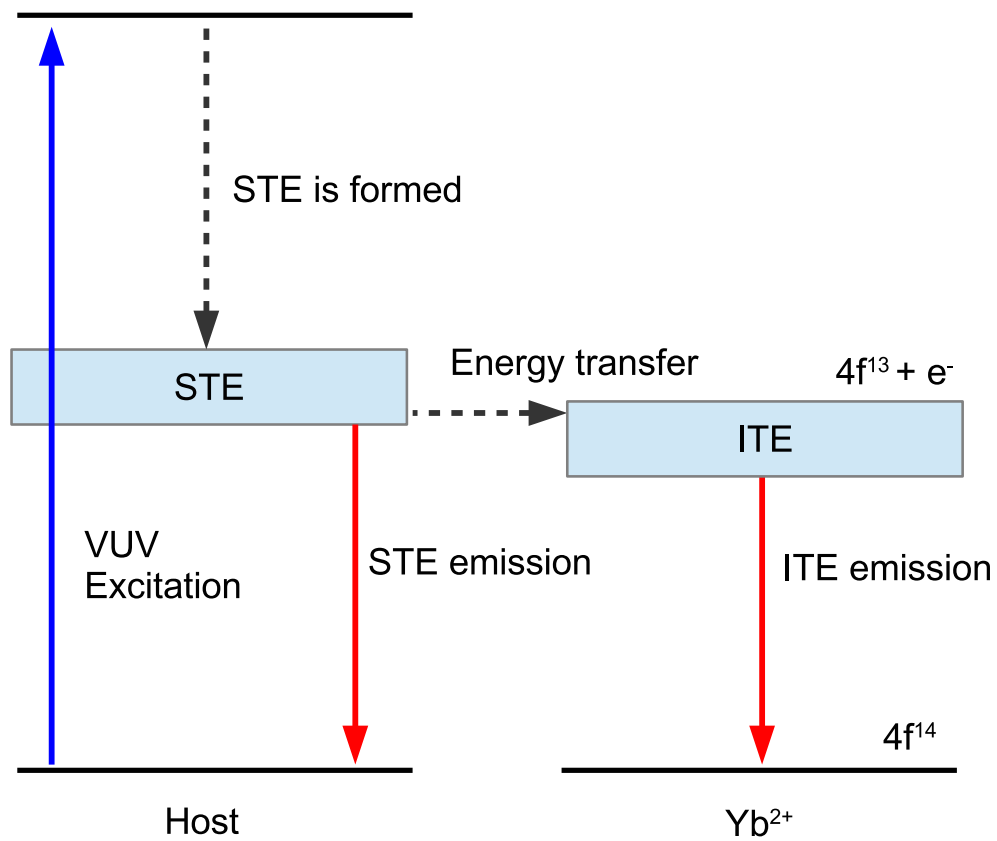 STE is formed
Energy transfer
4f¹³ + e⁻
STE
ITE
VUV
Excitation
STE emission
ITE emission
4f¹⁴
Host
Yb²⁺